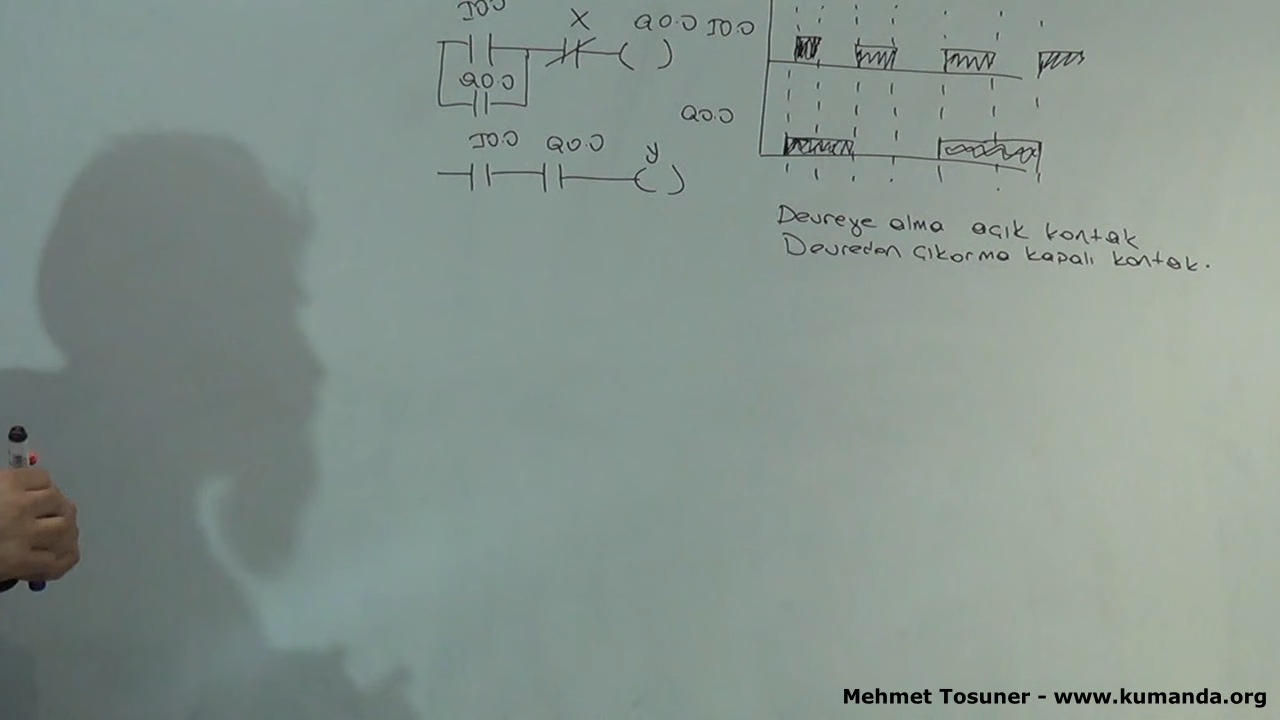 I0.0 X Q0.0
Q0.0
I0.0 Q0.0 y
I0.0
Q0.0
Devreye alma açık kontak
Devreden çıkarma kapalı kontak.
Mehmet Tosuner - www.kumanda.org